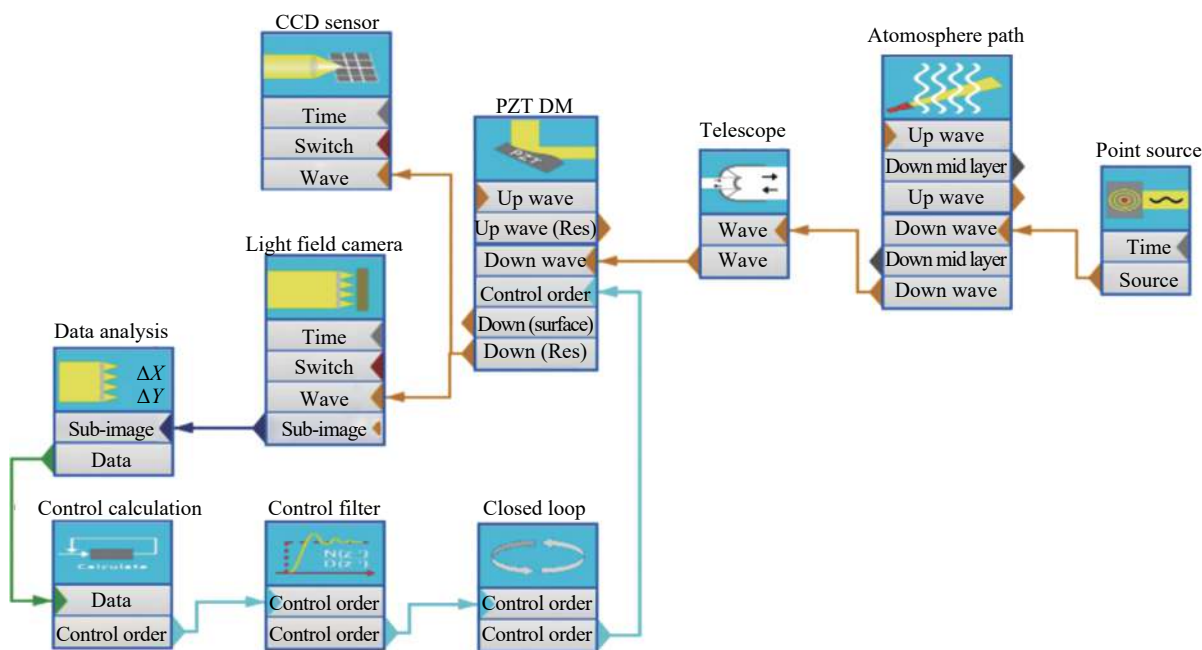 CCD sensor
Time
Switch
Wave
PZT DM
PZT
Up wave
Up wave (Res)
Down wave
Control order
Down (surface)
Down (Res)
Telescope
Wave
Wave
Atomosphere path
Up wave
Down mid layer
Up wave
Down wave
Down mid layer
Down wave
Point source
Time
Source
Light field camera
Time
Switch
Wave
Sub-image
Data analysis
ΔX
ΔY
Sub-image
Data
Control calculation
Calculate
Data
Control order
Control filter
Control order
Control order
Closed loop
Control order
Control order